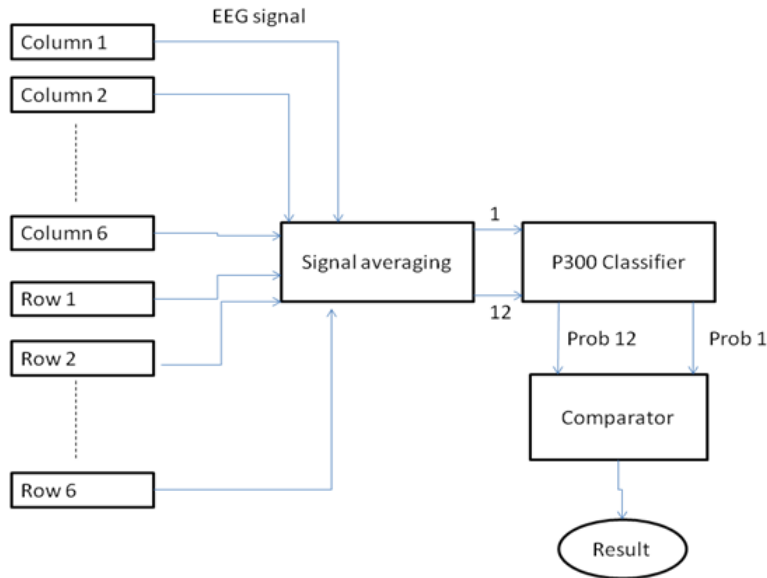 EEG signal
Column 1
Column 2
Column 6
Row 1
Row 2
Row 6
Signal averaging
1
12
P300 Classifier
Prob 12
Prob 1
Comparator
Result